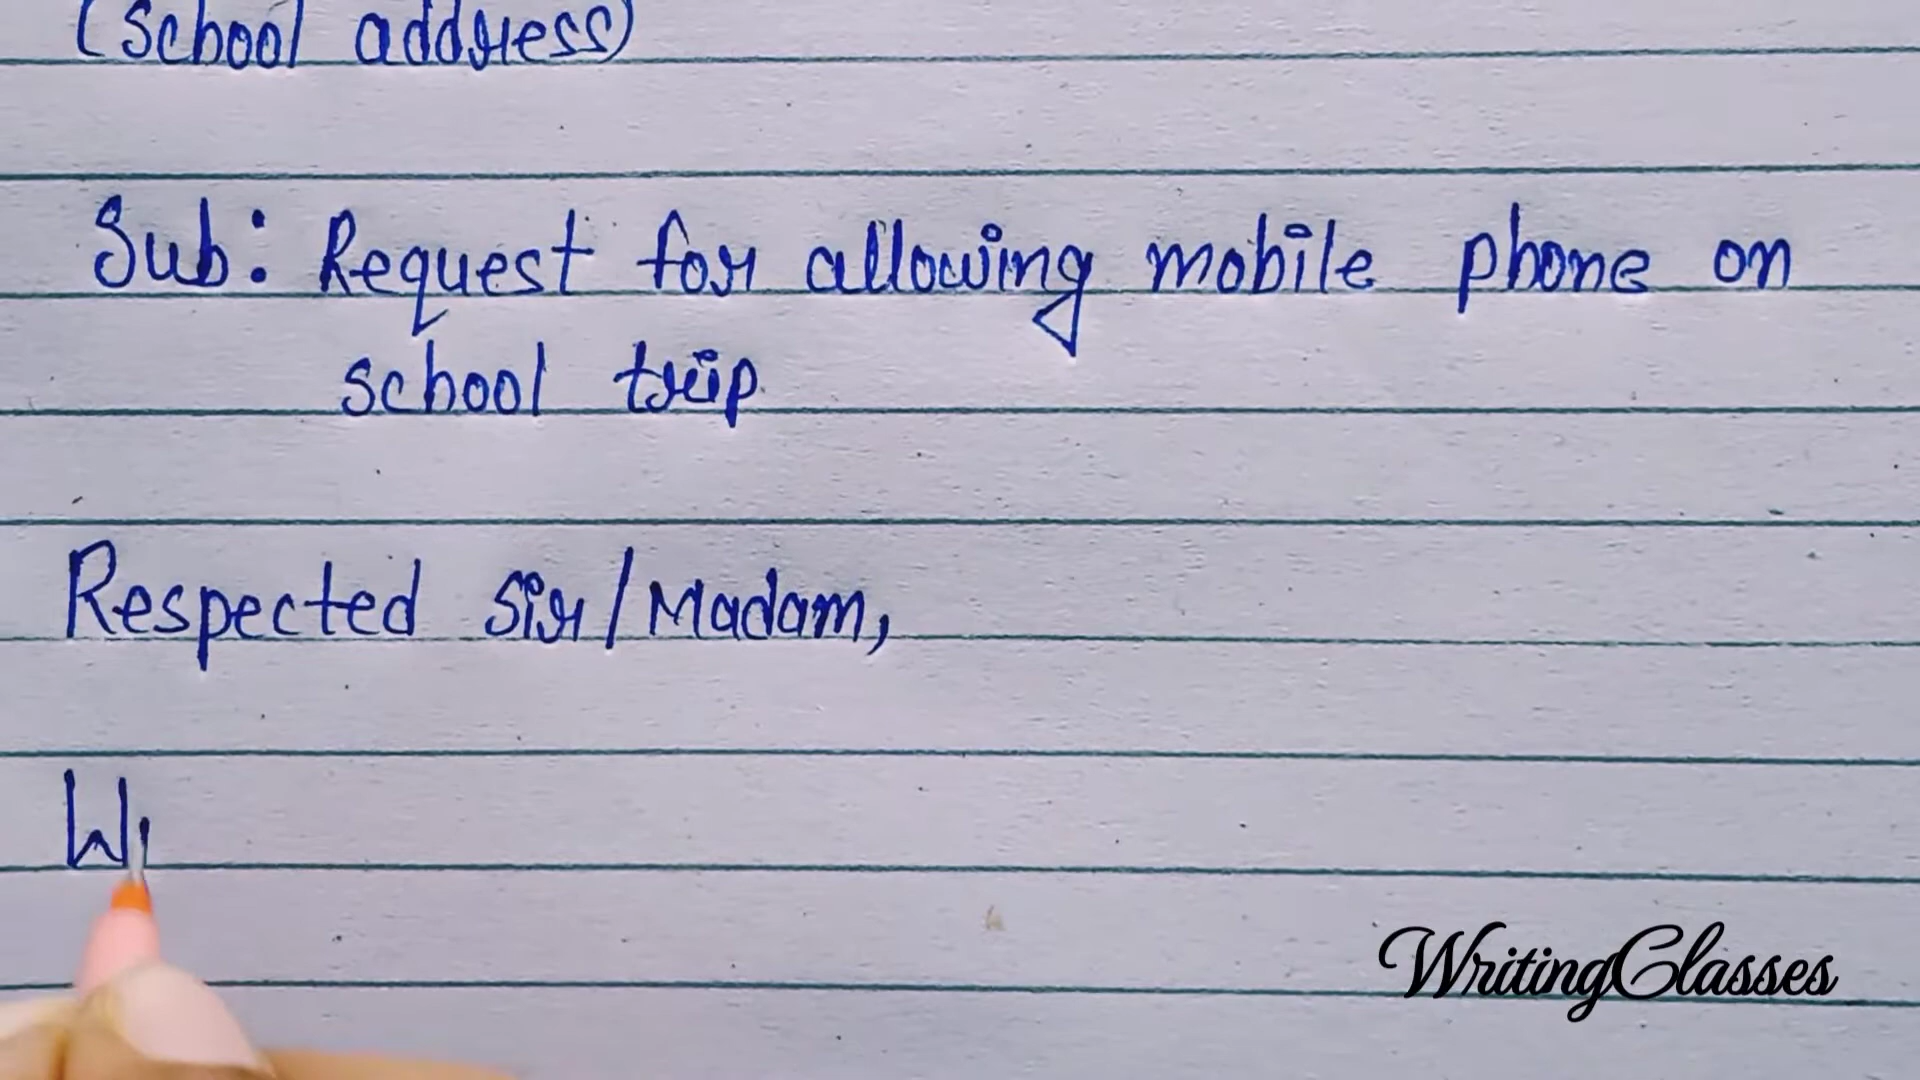 (School address)
Sub: Request for allowing mobile phone on
school trip
Respected Sir/Madam,
W
WritingClasses